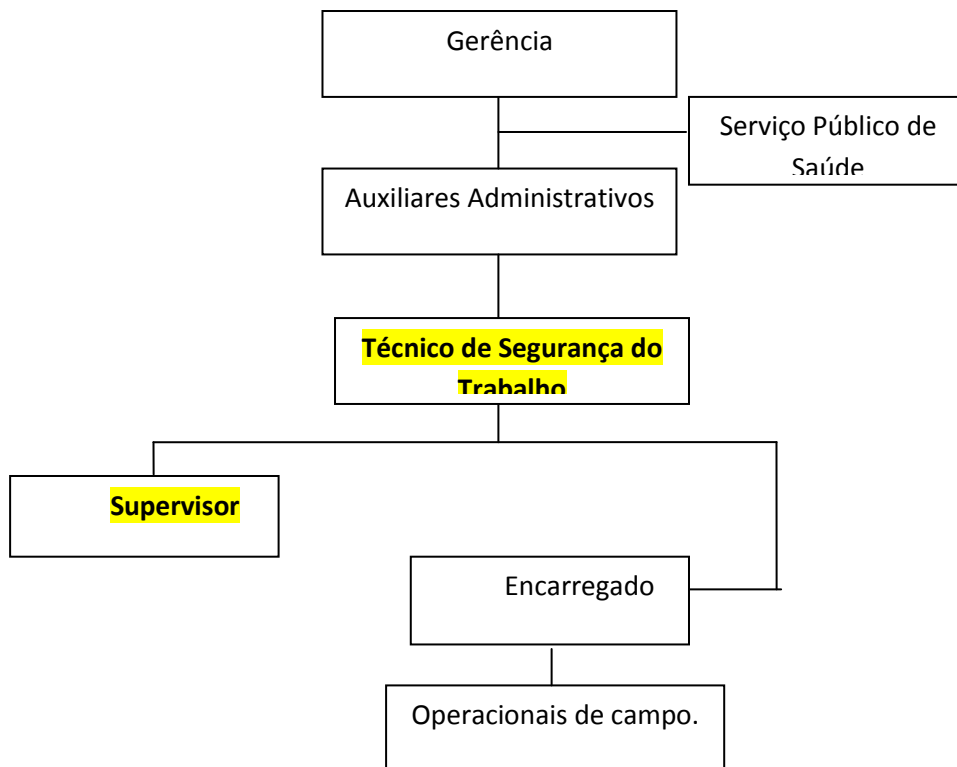 Gerência
Serviço Público de
Saúde
Auxiliares Administrativos
Técnico de Segurança do
Trabalho
Supervisor
Encarregado
Operacionais de campo.